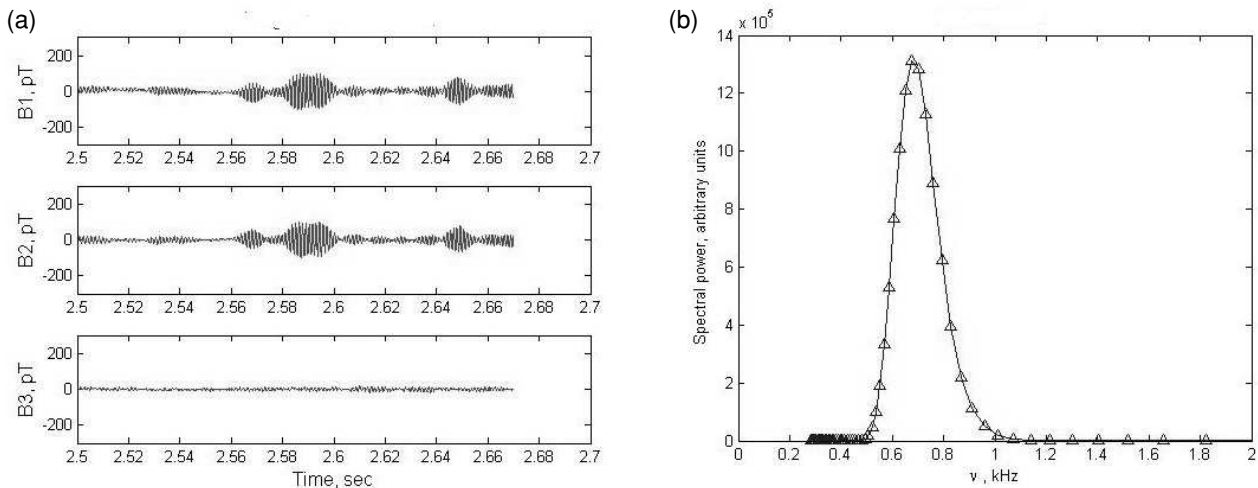 (a)
B1, pT
200
0
-200
2.5 2.52 2.54 2.56 2.58 2.6 2.62 2.64 2.66 2.68 2.7
B2, pT
200
0
-200
2.5 2.52 2.54 2.56 2.58 2.6 2.62 2.64 2.66 2.68 2.7
B3, pT
200
0
-200
2.5 2.52 2.54 2.56 2.58 2.6 2.62 2.64 2.66 2.68 2.7
Time, sec
(b)
x 10⁵
Spectral power, arbitrary units
14
12
10
8
6
4
2
0
0 0.2 0.4 0.6 0.8 1 1.2 1.4 1.6 1.8 2
ν , kHz